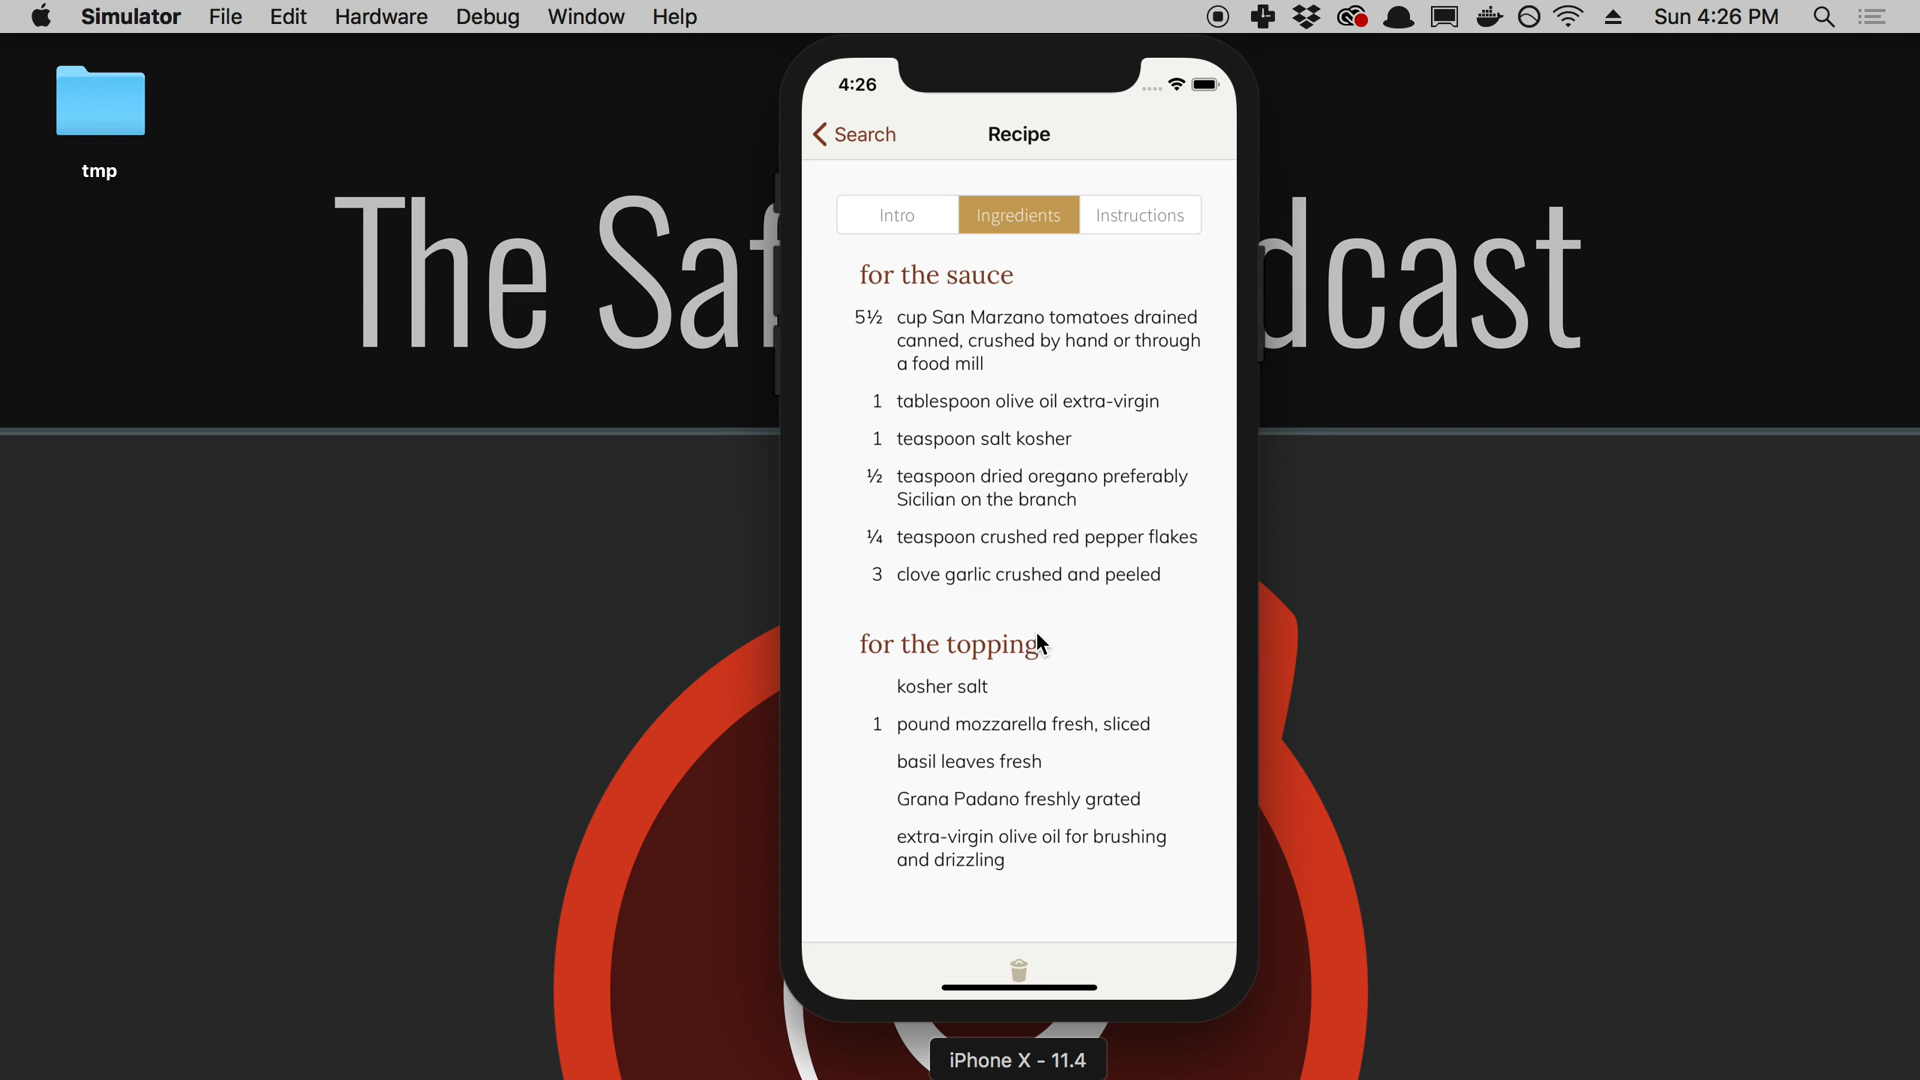 Simulator File Edit Hardware Debug Window Help Sun 4:26 PM
tmp
The Saf dcast
4:26
Search Recipe
Intro Ingredients Instructions
for the sauce
5½ cup San Marzano tomatoes drained
canned, crushed by hand or through
a food mill
1 tablespoon olive oil extra-virgin
1 teaspoon salt kosher
½ teaspoon dried oregano preferably
Sicilian on the branch
¼ teaspoon crushed red pepper flakes
3 clove garlic crushed and peeled
for the topping
kosher salt
1 pound mozzarella fresh, sliced
basil leaves fresh
Grana Padano freshly grated
extra-virgin olive oil for brushing
and drizzling
iPhone X - 11.4